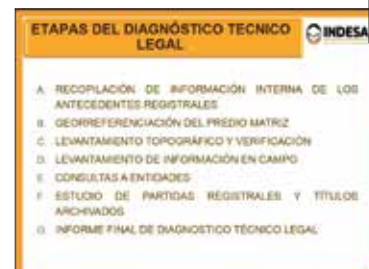 ETAPAS DEL DIAGNÓSTICO TECNICO
LEGAL
INDESA
A. RECOPILACIÓN DE INFORMACIÓN INTERNA DE LOS
ANTECEDENTES REGISTRALES
B. GEORREFERENCIACIÓN DEL PREDIO MATRIZ
C. LEVANTAMIENTO TOPOGRÁFICO Y VERIFICACIÓN
D. LEVANTAMIENTO DE INFORMACIÓN EN CAMPO
E. CONSULTAS A ENTIDADES
F. ESTUDIO DE PARTIDAS REGISTRALES Y TÍTULOS
ARCHIVADOS
G. INFORME FINAL DE DIAGNOSTICO TÉCNICO LEGAL